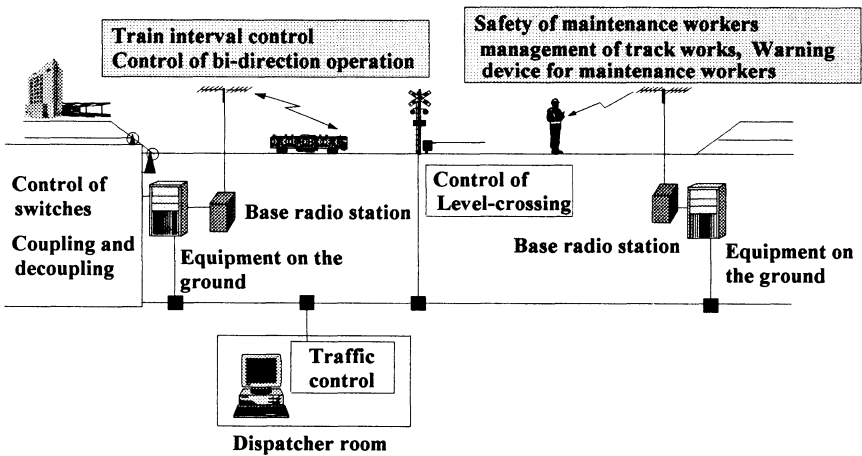 Train interval control
Control of bi-direction operation
Safety of maintenance workers
management of track works, Warning
device for maintenance workers
Control of
switches
Coupling and
decoupling
Base radio station
Equipment on the
ground
Control of
Level-crossing
Base radio station
Equipment on
the ground
Traffic
control
Dispatcher room